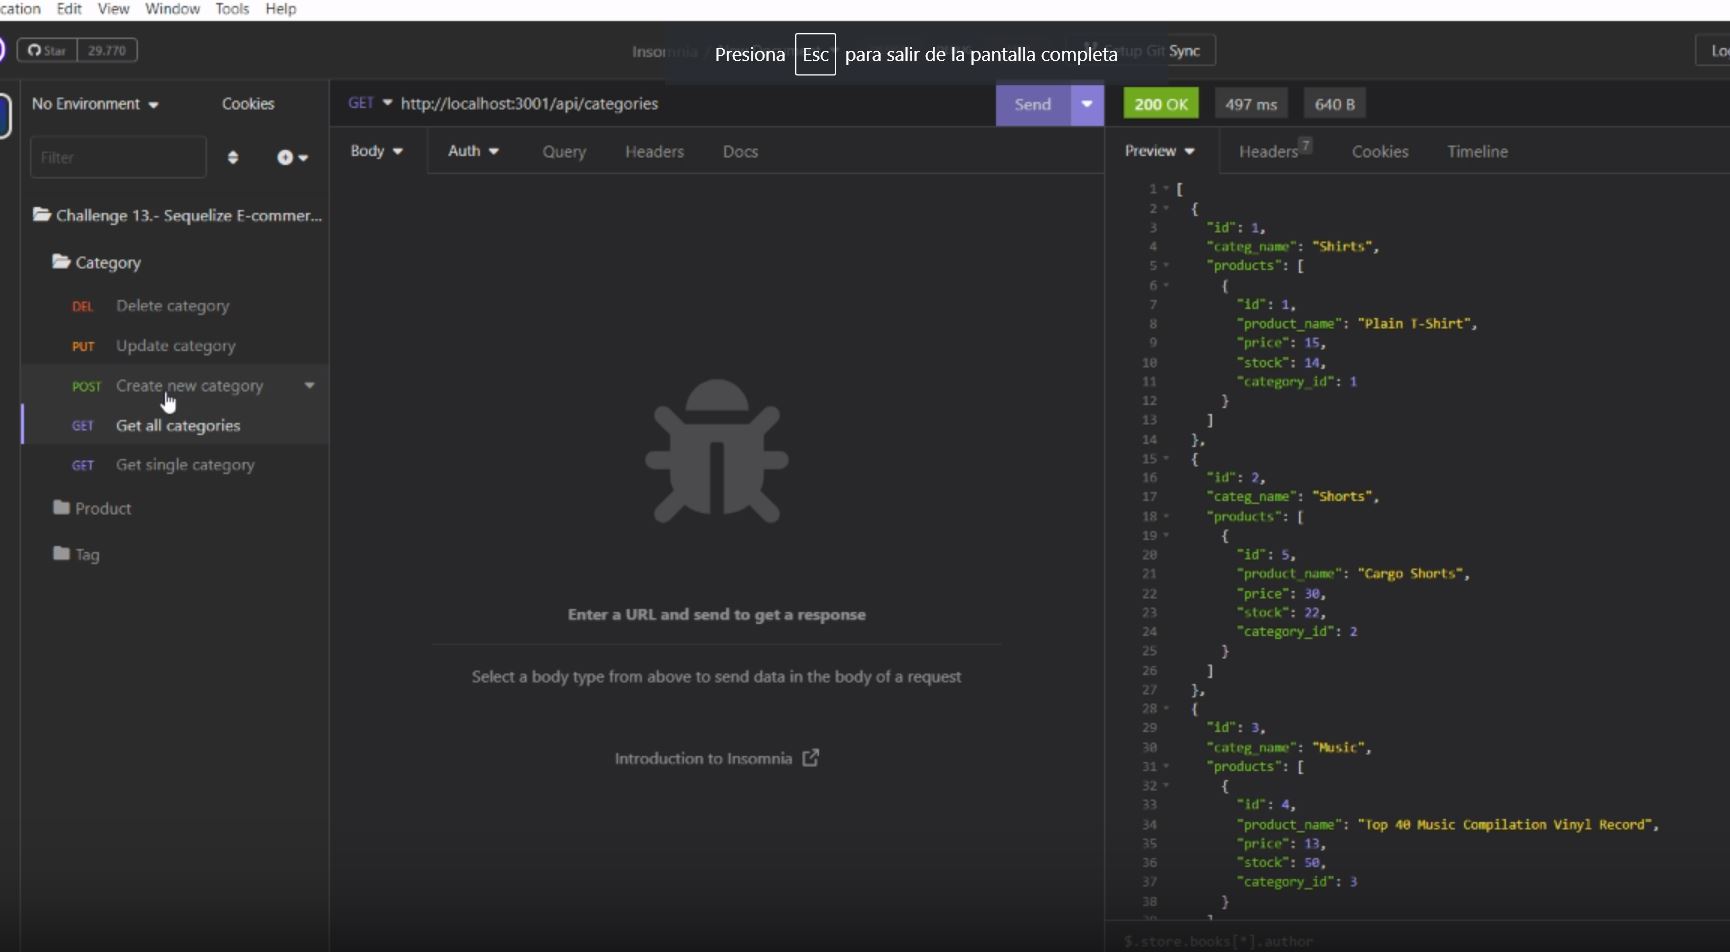 cation Edit View Window Tools Help
Star 29.770
Presiona Esc para salir de la pantalla completa
Sync
No Environment Cookies
GET http://localhost:3001/api/categories Send
200 OK 497 ms 640 B
Filter
Body Auth Query Headers Docs
Preview Headers 7 Cookies Timeline
Challenge 13.- Sequelize E-commer...
Category
DEL Delete category
PUT Update category
POST Create new category
GET Get all categories
GET Get single category
Product
Tag
Enter a URL and send to get a response
Select a body type from above to send data in the body of a request
Introduction to Insomnia
1 [
2 {
3 "id": 1,
4 "categ_name": "Shirts",
5 "products": [
6 {
7 "id": 1,
8 "product_name": "Plain T-Shirt",
9 "price": 15,
10 "stock": 14,
11 "category_id": 1
12 }
13 ]
14 },
15 {
16 "id": 2,
17 "categ_name": "Shorts",
18 "products": [
19 {
20 "id": 5,
21 "product_name": "Cargo Shorts",
22 "price": 30,
23 "stock": 22,
24 "category_id": 2
25 }
26 ]
27 },
28 {
29 "id": 3,
30 "categ_name": "Music",
31 "products": [
32 {
33 "id": 4,
34 "product_name": "Top 40 Music Compilation Vinyl Record",
35 "price": 13,
36 "stock": 50,
37 "category_id": 3
38 }
$.store.books[*].author